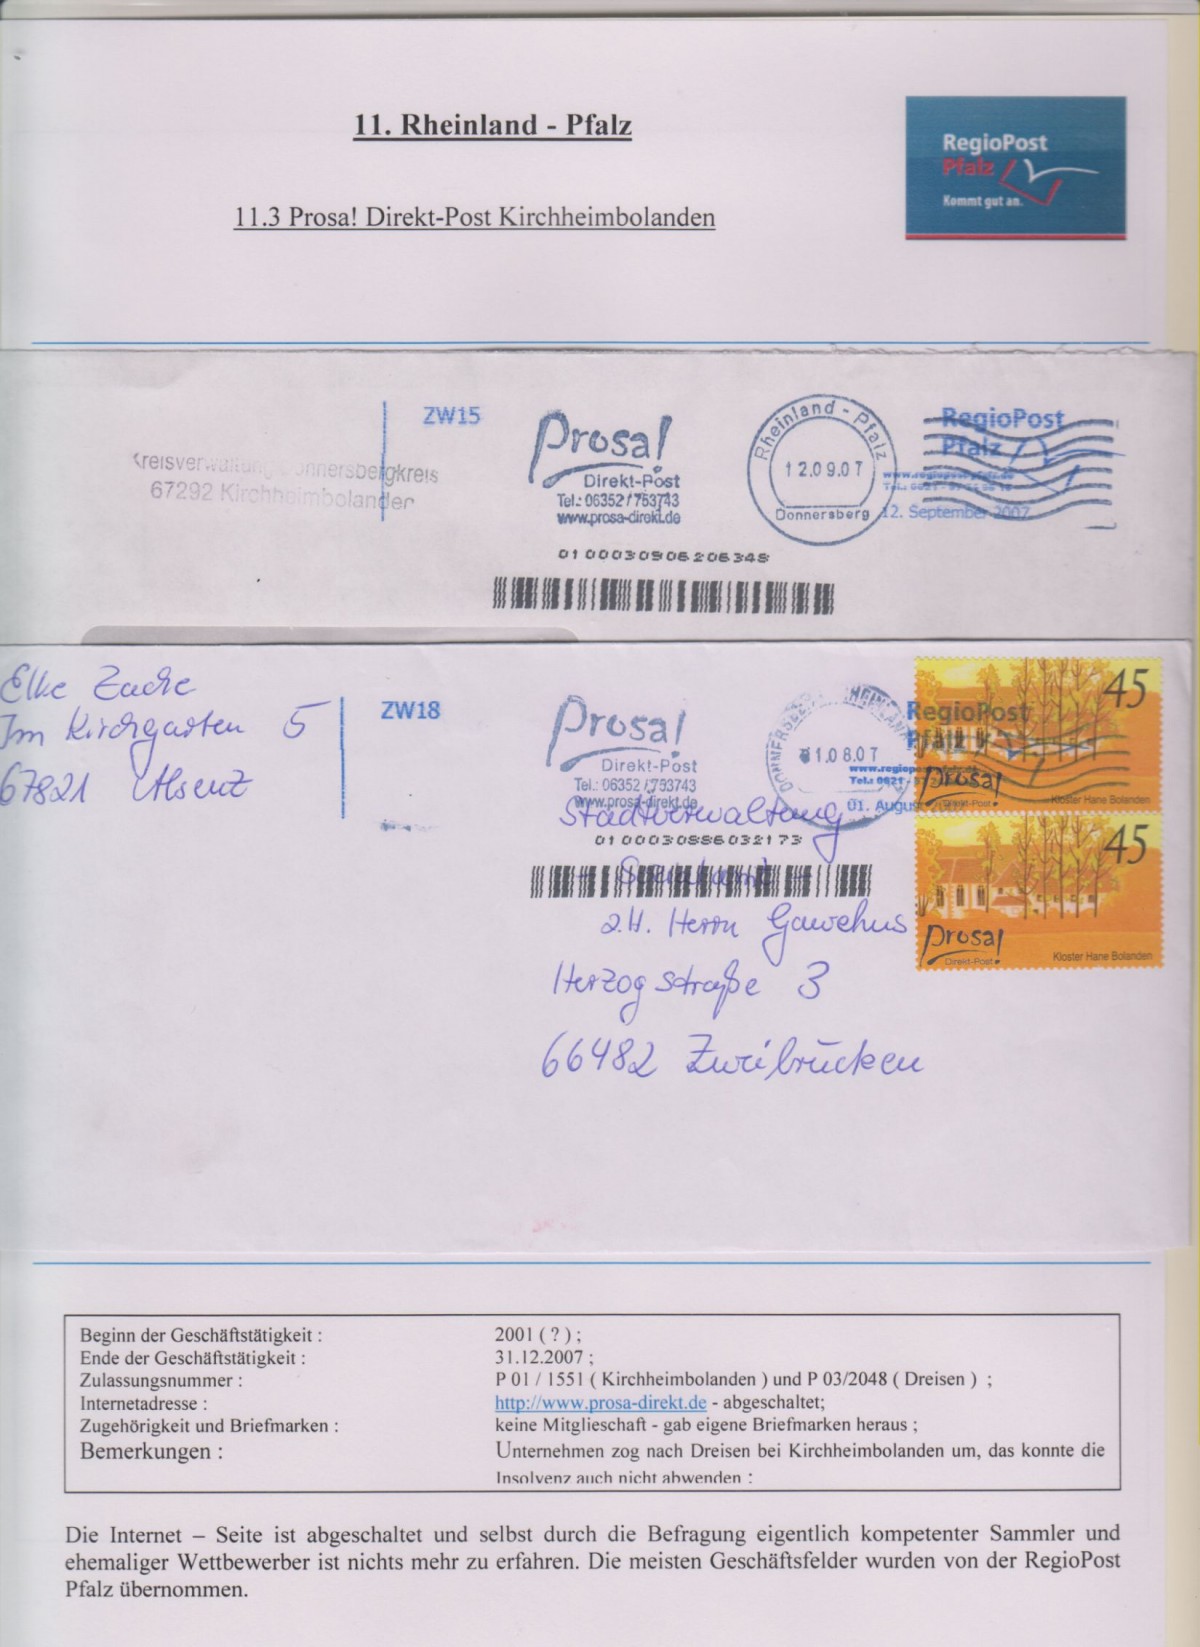 11. Rheinland - Pfalz
RegioPost
Pfalz
Kommt gut an.
11.3 Prosa! Direkt-Post Kirchheimbolanden
ZW15
Prosa!
Direkt-Post
Tel.: 06352 / 753743
www.prosa-direkt.de
Rheinland - Pfalz
12.09.07
Donnersberg
RegioPost
Pfalz
12. September 2007
67292 Kirchheimbolanden
01 00030906206348
Elke
Im Kirchgarten 5
67821 Alsenz
ZW18
Prosa!
Direkt-Post
Tel.: 06352 / 753743
www.prosa-direkt.de
01.08.07
RegioPost
Pfalz
01. August
45
Prosa!
Direkt-Post
Kloster Hane Bolanden
45
Prosa!
Direkt-Post
Kloster Hane Bolanden
Stadtverwaltung
01 00030886032173
- Sozialamt -
z.H. Herrn Gawehus
Herzogstraße 3
66482 Zweibrücken
Beginn der Geschäftstätigkeit : 2001 ( ? ) ;
Ende der Geschäftstätigkeit : 31.12.2007 ;
Zulassungsnummer : P 01 / 1551 ( Kirchheimbolanden ) und P 03/2048 ( Dreisen ) ;
Internetadresse : http://www.prosa-direkt.de - abgeschaltet;
Zugehörigkeit und Briefmarken : keine Mitglieschaft - gab eigene Briefmarken heraus ;
Bemerkungen : Unternehmen zog nach Dreisen bei Kirchheimbolanden um, das konnte die
Insolvenz auch nicht abwenden :
Die Internet – Seite ist abgeschaltet und selbst durch die Befragung eigentlich kompetenter Sammler und
ehemaliger Wettbewerber ist nichts mehr zu erfahren. Die meisten Geschäftsfelder wurden von der RegioPost
Pfalz übernommen.